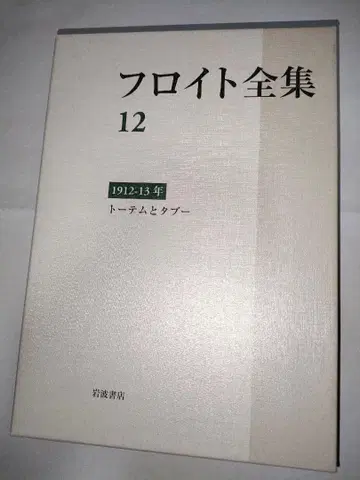 フロイト全集
12
1912-13年
トーテムとタブー
岩波書店